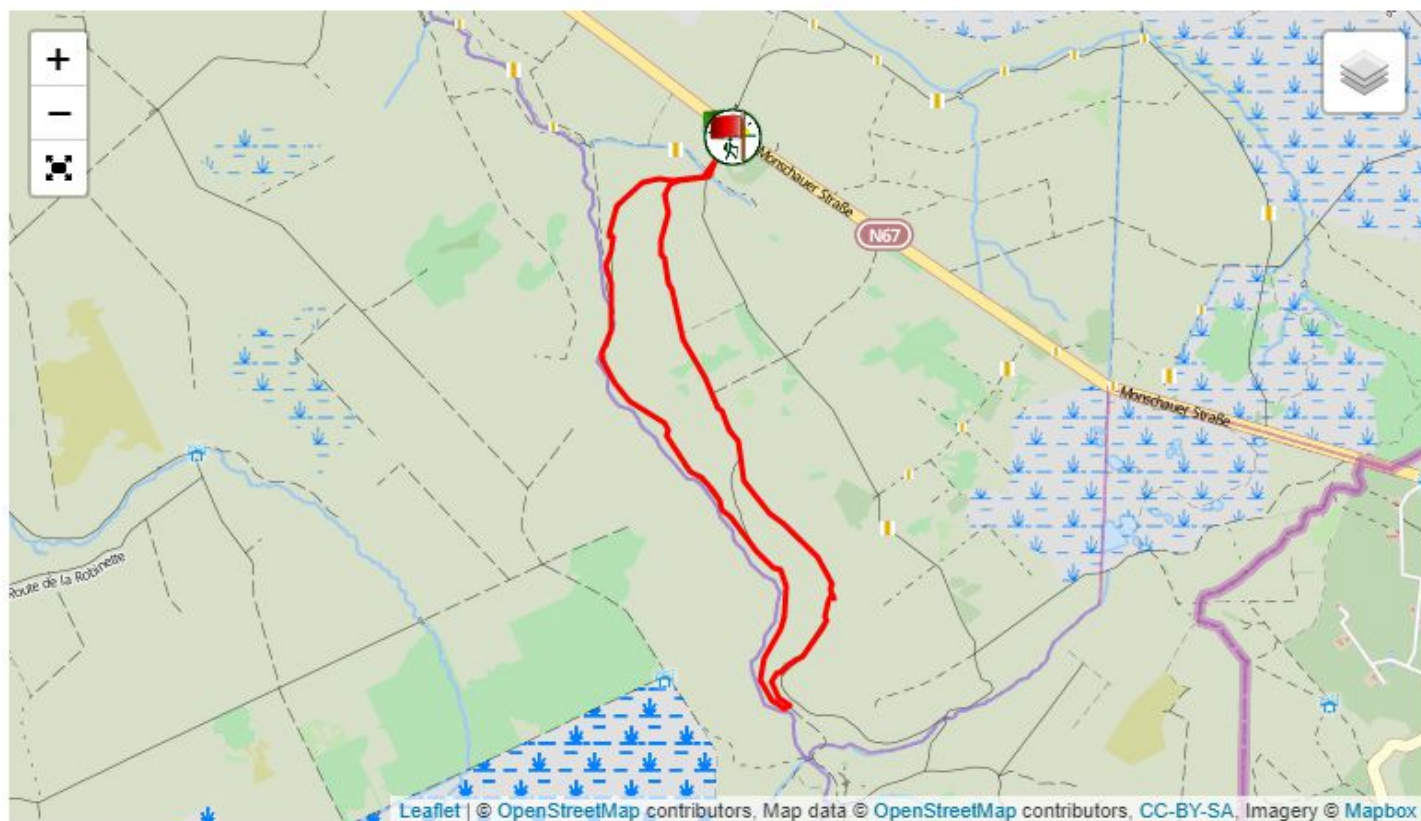 +
−
Monschauer Straße
N67
Monschauer Straße
Route de la Robinette
Leaflet | © OpenStreetMap contributors, Map data © OpenStreetMap contributors, CC-BY-SA, Imagery © Mapbox